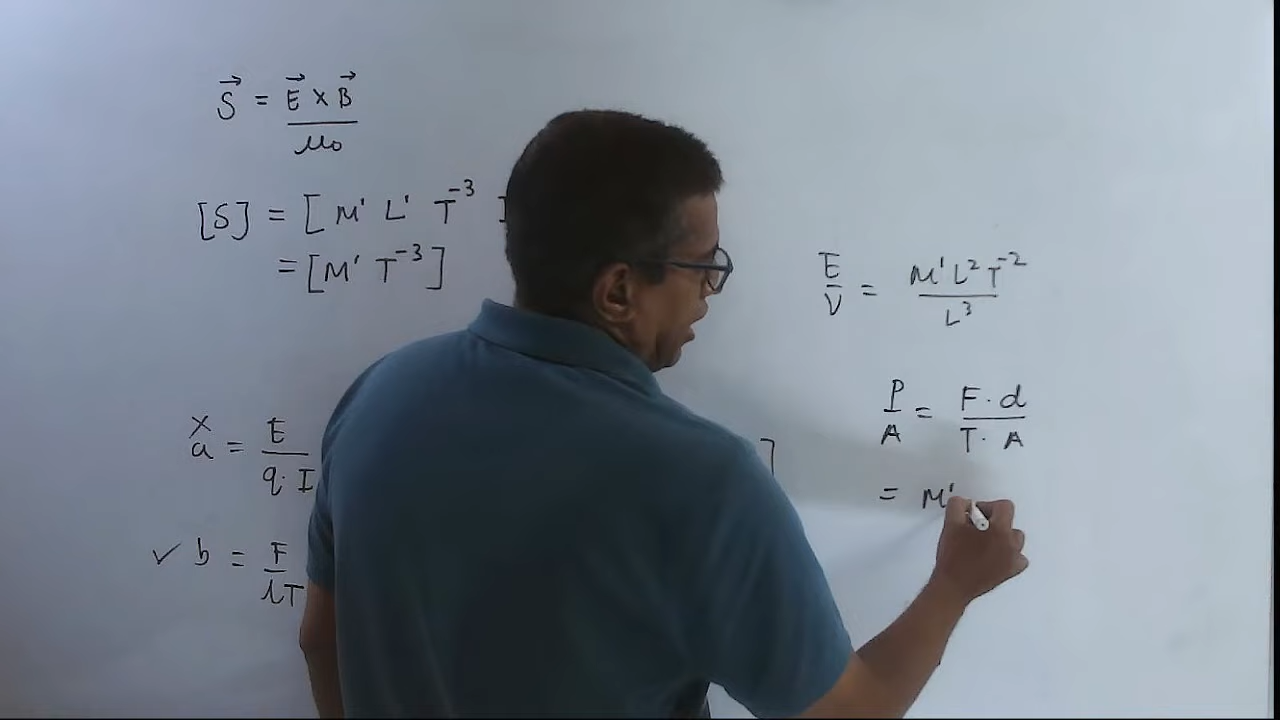 S⃗ = E⃗ × B⃗ / μ₀
[S] = [ M¹ L¹ T⁻³ ]
= [M¹ T⁻³]
x
a = E / q·I ]
✓ b = F / lT
E / V = M¹ L² T⁻² / L³
P / A = F·d / T·A
= M¹